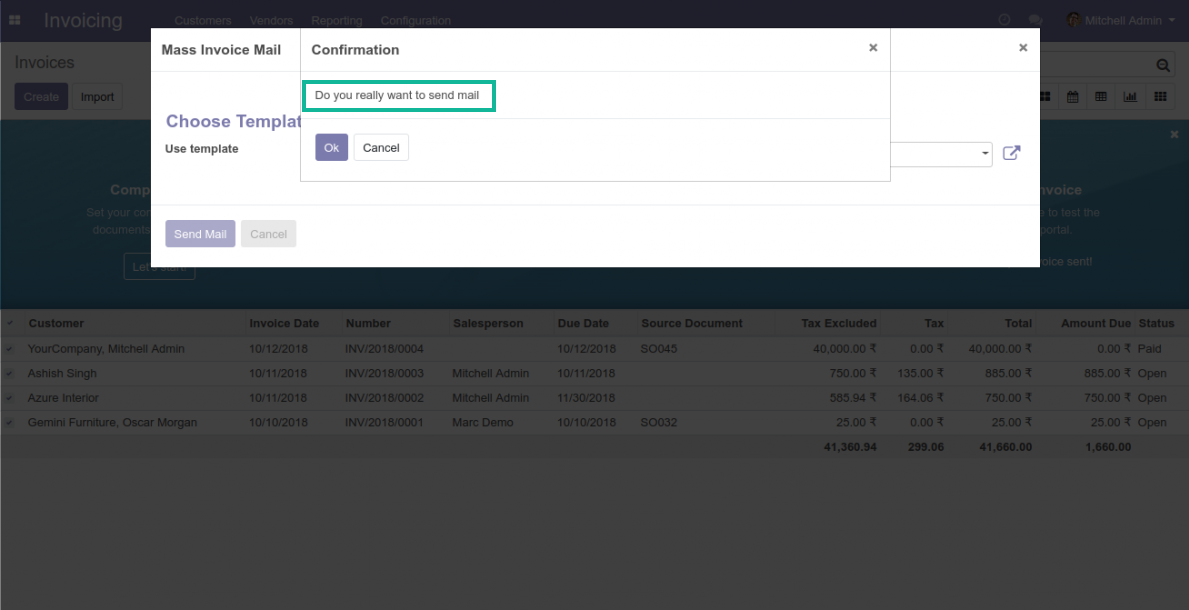 Invoicing Customers Vendors Reporting Configuration Mitchell Admin
Mass Invoice Mail
Confirmation
Invoices
Create Import
Do you really want to send mail
Choose Templat
Use template
Ok Cancel
Comp
nvoice
Set your co
e to test the
documents
portal.
Send Mail Cancel
Let's start!
oice sent!
Customer Invoice Date Number Salesperson Due Date Source Document Tax Excluded Tax Total Amount Due Status
YourCompany, Mitchell Admin 10/12/2018 INV/2018/0004 10/12/2018 SO045 40,000.00 ₹ 0.00 ₹ 40,000.00 ₹ 0.00 ₹ Paid
Ashish Singh 10/11/2018 INV/2018/0003 Mitchell Admin 10/11/2018 750.00 ₹ 135.00 ₹ 885.00 ₹ 885.00 ₹ Open
Azure Interior 10/11/2018 INV/2018/0002 Mitchell Admin 11/30/2018 585.94 ₹ 164.06 ₹ 750.00 ₹ 750.00 ₹ Open
Gemini Furniture, Oscar Morgan 10/10/2018 INV/2018/0001 Marc Demo 10/10/2018 SO032 25.00 ₹ 0.00 ₹ 25.00 ₹ 25.00 ₹ Open
41,360.94 299.06 41,660.00 1,660.00